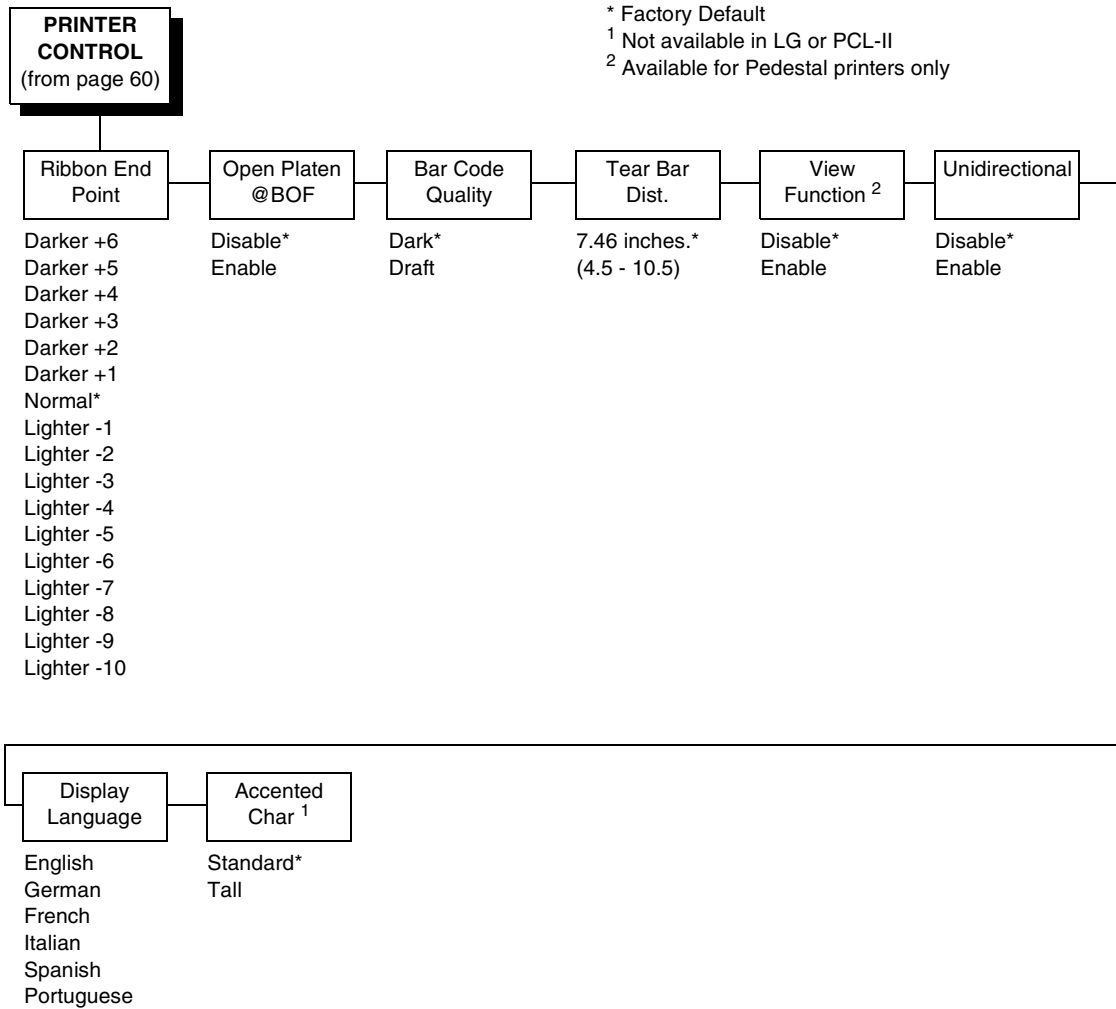 PRINTER
CONTROL
(from page 60)
* Factory Default
1 Not available in LG or PCL-II
2 Available for Pedestal printers only
Ribbon End
Point
Darker +6
Darker +5
Darker +4
Darker +3
Darker +2
Darker +1
Normal*
Lighter -1
Lighter -2
Lighter -3
Lighter -4
Lighter -5
Lighter -6
Lighter -7
Lighter -8
Lighter -9
Lighter -10
Open Platen
@BOF
Disable*
Enable
Bar Code
Quality
Dark*
Draft
Tear Bar
Dist.
7.46 inches.*
(4.5 - 10.5)
View
Function 2
Disable*
Enable
Unidirectional
Disable*
Enable
Display
Language
English
German
French
Italian
Spanish
Portuguese
Accented
Char 1
Standard*
Tall